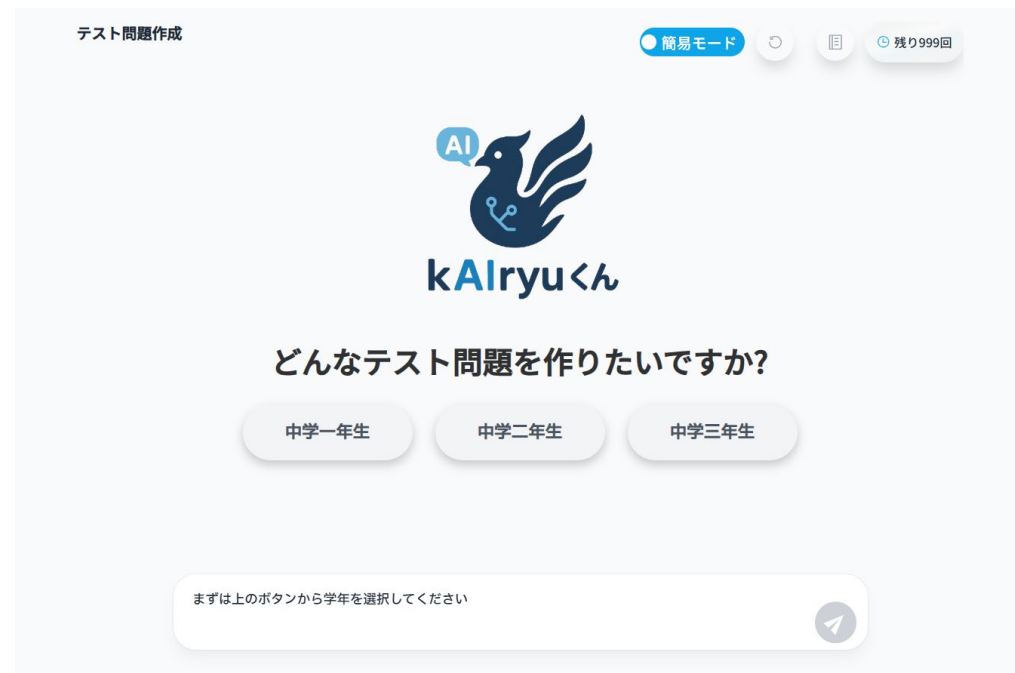 テスト問題作成
簡易モード
残り999回
AI
kAIryuくん
どんなテスト問題を作りたいですか?
中学一年生
中学二年生
中学三年生
まずは上のボタンから学年を選択してください